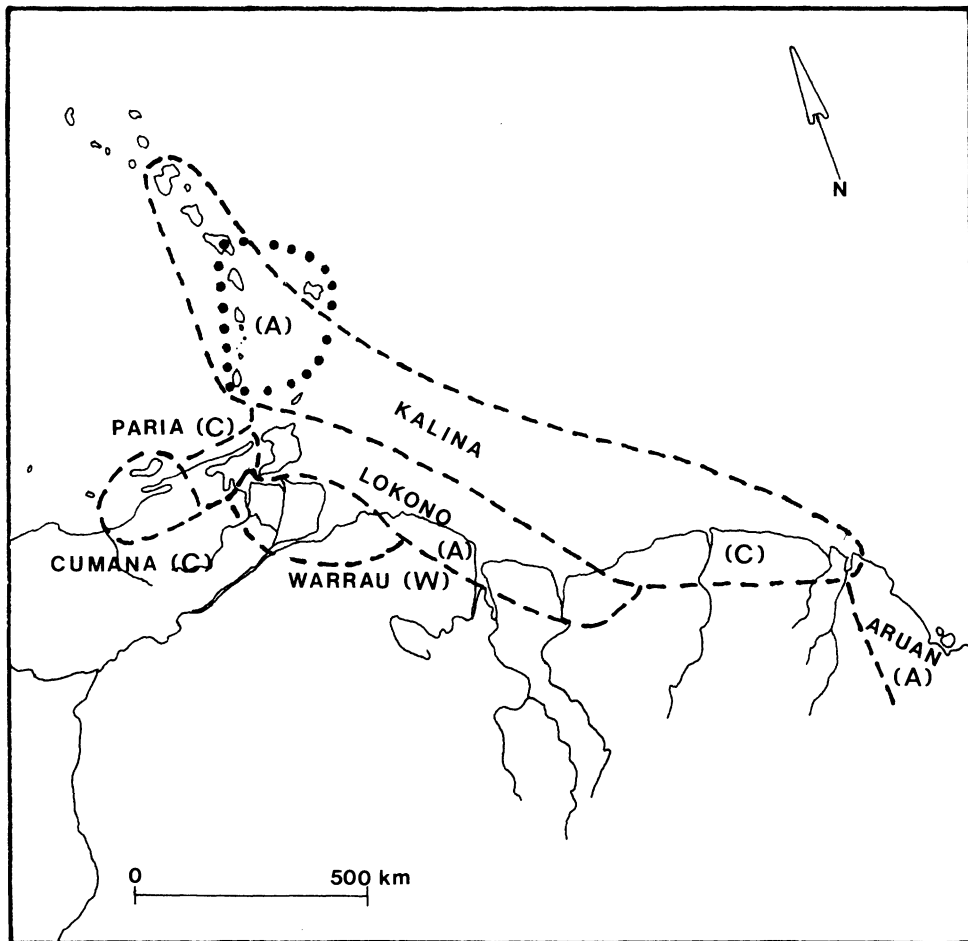 N
(A)
PARIA (C)
KALINA
LOKONO
(A)
CUMANA (C)
WARRAU (W)
(C)
ARUAN
(A)
0 500 km